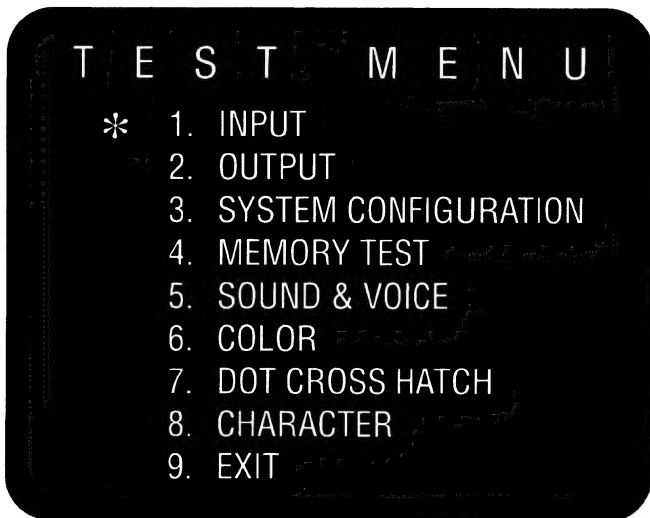 TEST MENU
* 1. INPUT
2. OUTPUT
3. SYSTEM CONFIGURATION
4. MEMORY TEST
5. SOUND & VOICE
6. COLOR
7. DOT CROSS HATCH
8. CHARACTER
9. EXIT